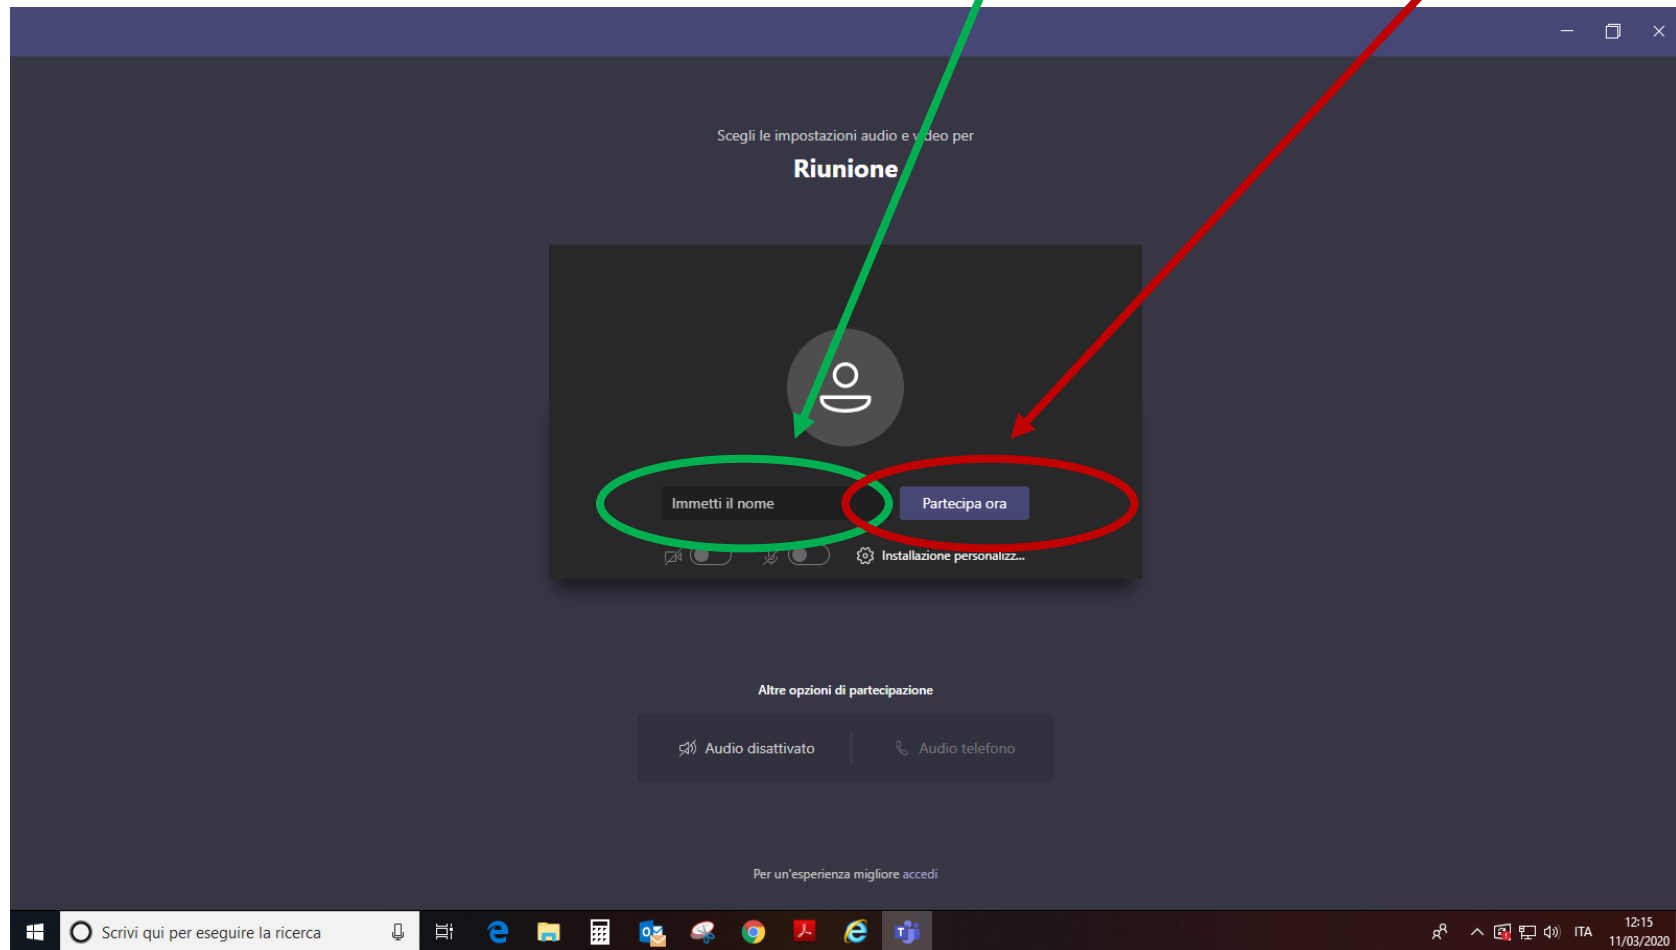 Scegli le impostazioni audio e video per
Riunione
Immetti il nome
Partecipa ora
Installazione personalizz...
Altre opzioni di partecipazione
Audio disattivato
Audio telefono
Per un'esperienza migliore accedi
Scrivi qui per eseguire la ricerca
ITA
12:15
11/03/2020